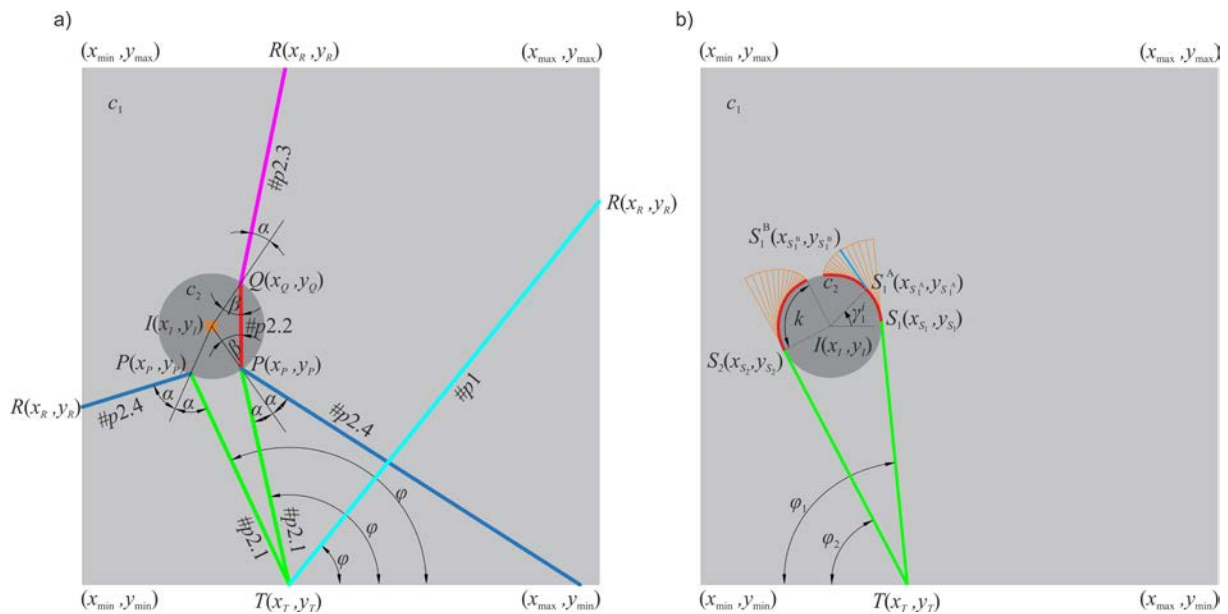 a)
(x_min ,y_max)
R(x_R ,y_R)
(x_max ,y_max)
c_1
#p2.3
R(x_R ,y_R)
α
Q(x_Q ,y_Q)
c_2
β
I(x_I ,y_I)
#p2.2
β
P(x_P ,y_P)
P(x_P ,y_P)
#p1
R(x_R ,y_R)
#p2.4
α
α
α
α
#p2.4
φ
φ
φ
#p2.1
#p2.1
(x_min ,y_min)
T(x_T ,y_T)
(x_max ,y_min)
b)
(x_min ,y_max)
(x_max ,y_max)
c_1
S_1^B(x_{S_1^B} ,y_{S_1^B})
c_2
S_1^A(x_{S_1^A} ,y_{S_1^A})
k
γ_1^i
S_1(x_{S_1} ,y_{S_1})
I(x_I ,y_I)
S_2(x_{S_2} ,y_{S_2})
φ_1
φ_2
(x_min ,y_min)
T(x_T ,y_T)
(x_max ,y_min)